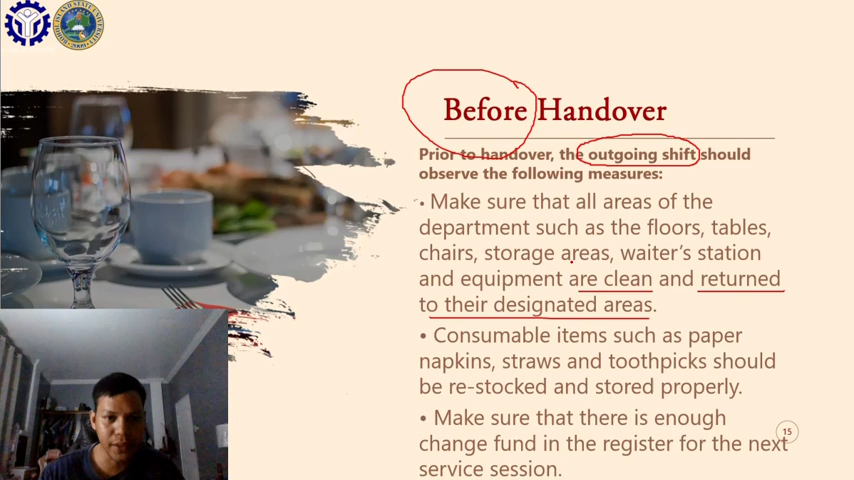 Before Handover
Prior to handover, the outgoing shift should
observe the following measures:
• Make sure that all areas of the
department such as the floors, tables,
chairs, storage areas, waiter’s station
and equipment are clean and returned
to their designated areas.
• Consumable items such as paper
napkins, straws and toothpicks should
be re-stocked and stored properly.
• Make sure that there is enough
change fund in the register for the next
service session.
15